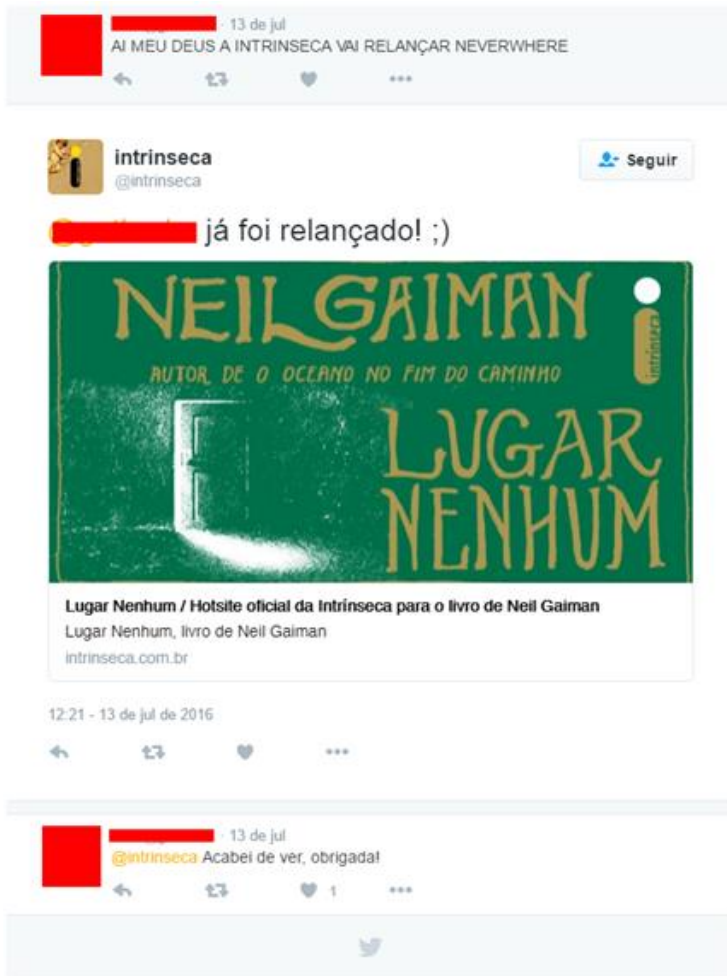 13 de jul
AI MEU DEUS A INTRINSECA VAI RELANÇAR NEVERWHERE
intrinseca
@intrinseca
Seguir
já foi relançado! ;)
NEIL GAIMAN
AUTOR DE O OCEANO NO FIM DO CAMINHO
intrínseca
LUGAR
NENHUM
Lugar Nenhum / Hotsite oficial da Intrínseca para o livro de Neil Gaiman
Lugar Nenhum, livro de Neil Gaiman
intrinseca.com.br
12:21 - 13 de jul de 2016
13 de jul
@intrinseca Acabei de ver, obrigada!
1